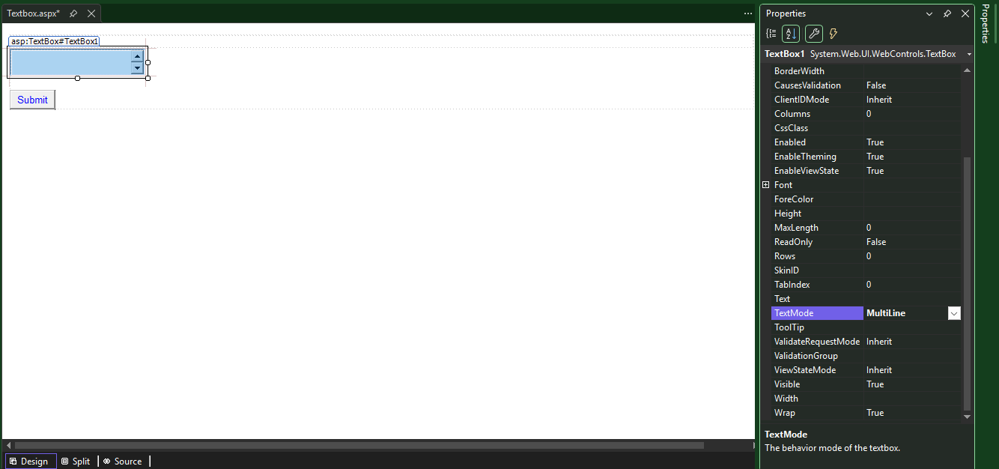 Textbox.aspx*
asp:TextBox#TextBox1
Submit
Design
Split
Source
Properties
TextBox1 System.Web.UI.WebControls.TextBox
BorderWidth
CausesValidation False
ClientIDMode Inherit
Columns 0
CssClass
Enabled True
EnableTheming True
EnableViewState True
Font
ForeColor
Height
MaxLength 0
ReadOnly False
Rows 0
SkinID
TabIndex 0
Text
TextMode MultiLine
ToolTip
ValidateRequestMode Inherit
ValidationGroup
ViewStateMode Inherit
Visible True
Width
Wrap True
TextMode
The behavior mode of the textbox.
Properties